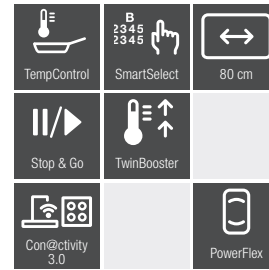 B
2345
2345
TempControl
SmartSelect
80 cm
Stop & Go
TwinBooster
Con@ctivity
3.0
PowerFlex